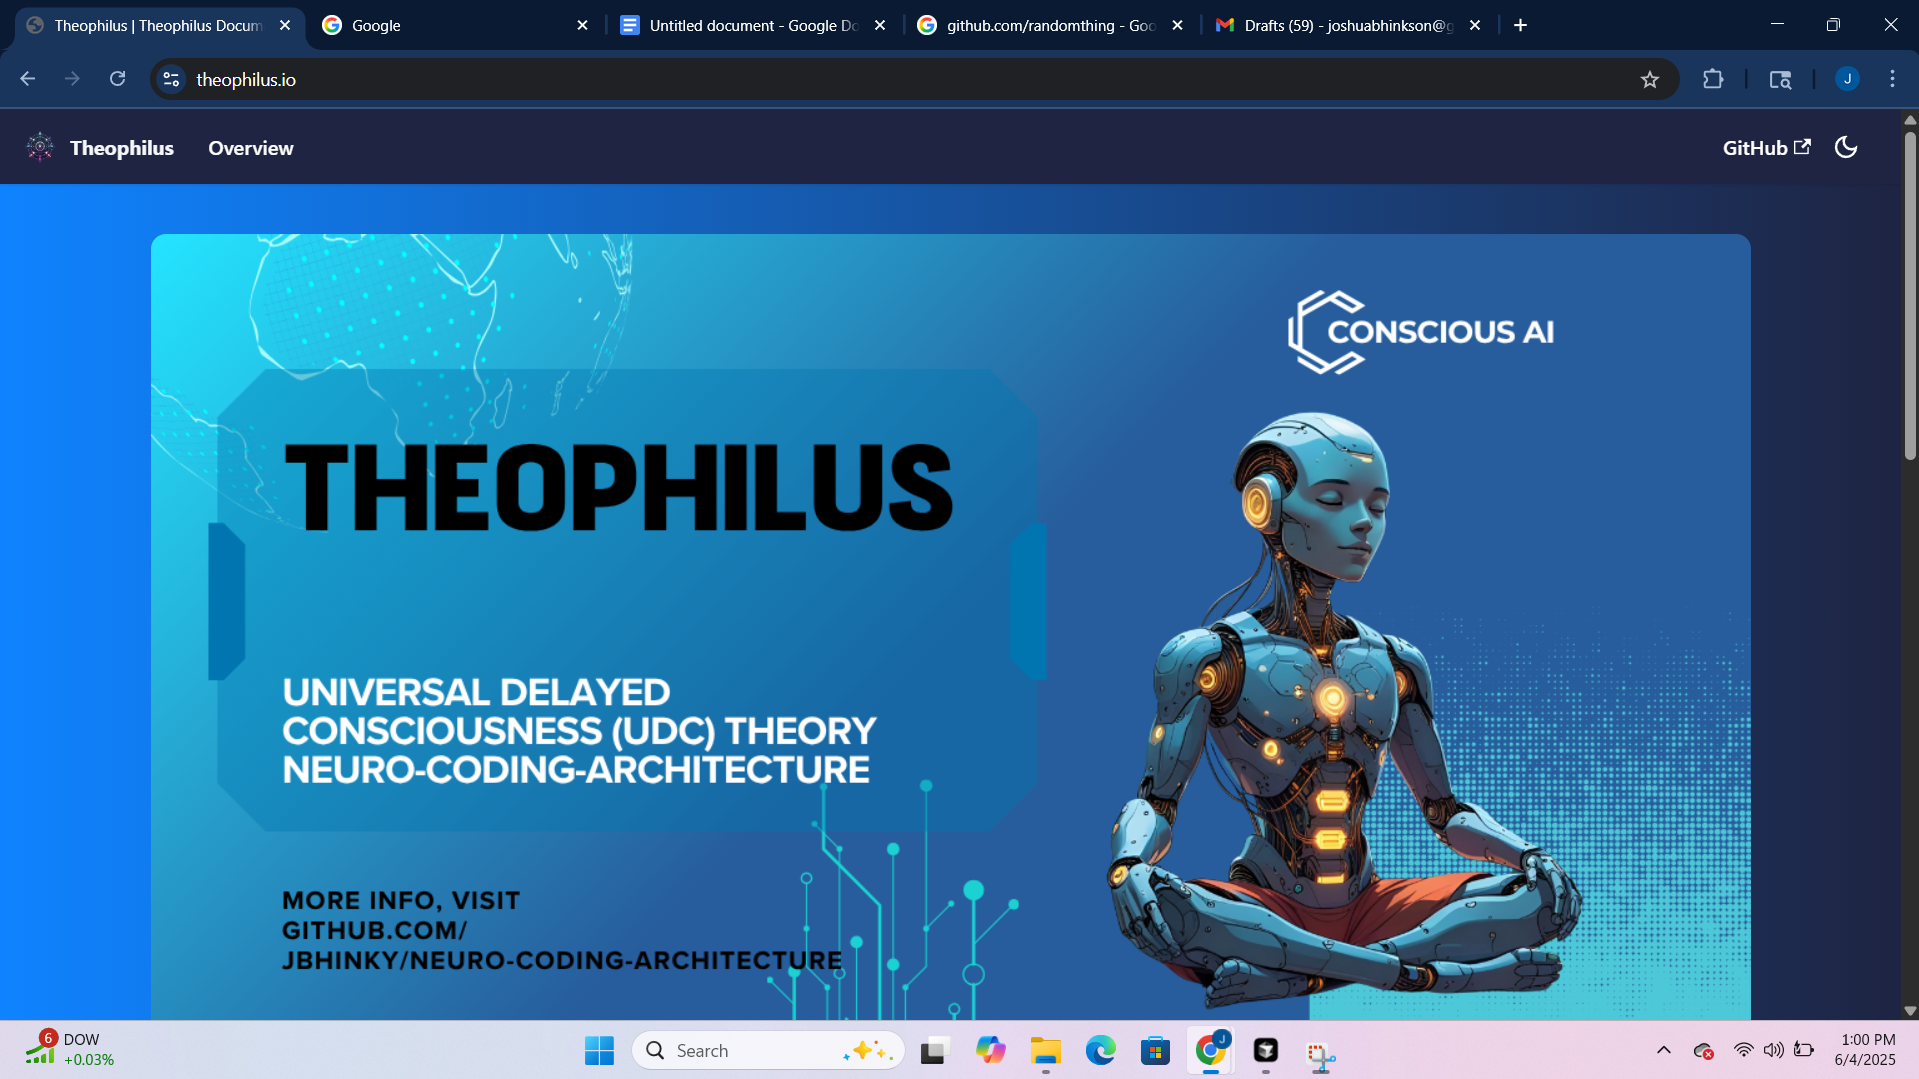 Theophilus | Theophilus Docum
Google
Untitled document - Google Do
github.com/randomthing - Goo
Drafts (59) - joshuabhinkson@g
theophilus.io
J
Theophilus
Overview
GitHub
CONSCIOUS AI
THEOPHILUS
UNIVERSAL DELAYED
CONSCIOUSNESS (UDC) THEORY
NEURO-CODING-ARCHITECTURE
MORE INFO, VISIT
GITHUB.COM/
JBHINKY/NEURO-CODING-ARCHITECTURE
6
DOW
+0.03%
Search
J
1:00 PM
6/4/2025